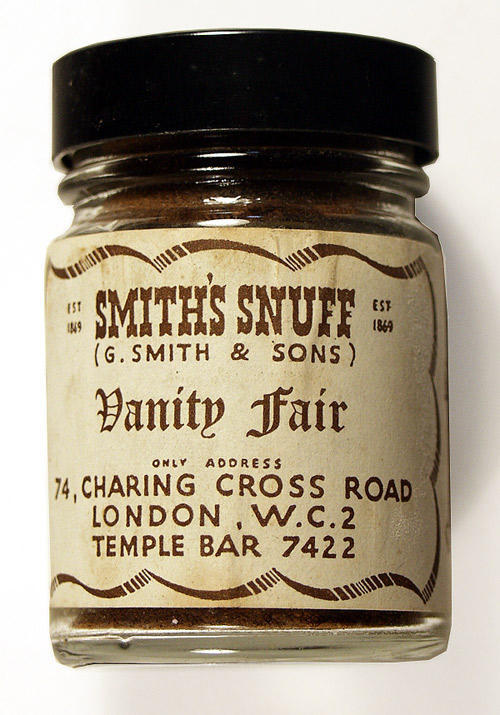 EST SMITH'S SNUFF EST
1869 1869
(G. SMITH & SONS)
Vanity Fair
ONLY ADDRESS
74, CHARING CROSS ROAD
LONDON, W.C.2
TEMPLE BAR 7422